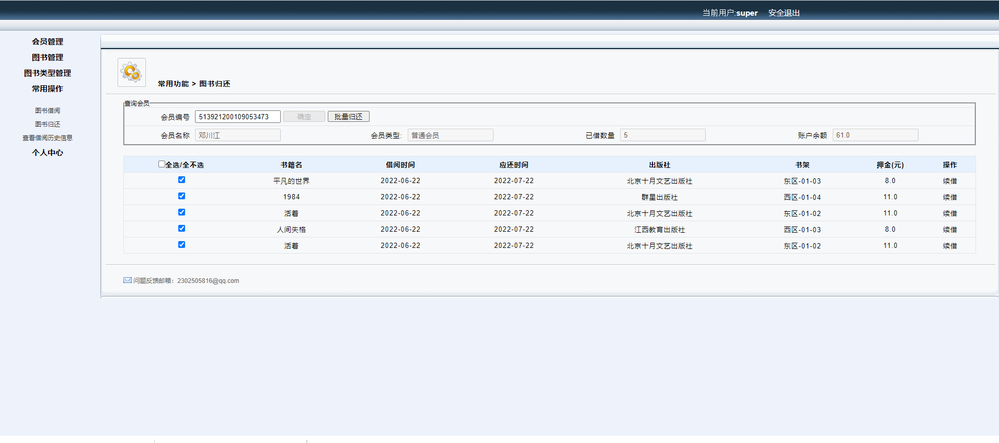 当前用户:super 安全退出
会员管理
图书管理
图书类型管理
常用操作
图书借阅
图书归还
查看借阅历史信息
个人中心
常用功能 > 图书归还
查询会员
会员编号 513921200109053473 确定 批量归还
会员名称 邓川江 会员类型: 普通会员 已借数量 5 账户余额 61.0
全选/全不选 书籍名 借阅时间 应还时间 出版社 书架 押金(元) 操作
平凡的世界 2022-06-22 2022-07-22 北京十月文艺出版社 东区-01-03 8.0 续借
1984 2022-06-22 2022-07-22 群星出版社 西区-01-04 11.0 续借
活着 2022-06-22 2022-07-22 北京十月文艺出版社 东区-01-02 11.0 续借
人间失格 2022-06-22 2022-07-22 江西教育出版社 西区-01-03 8.0 续借
活着 2022-06-22 2022-07-22 北京十月文艺出版社 东区-01-02 11.0 续借
问题反馈邮箱：2302505816@qq.com